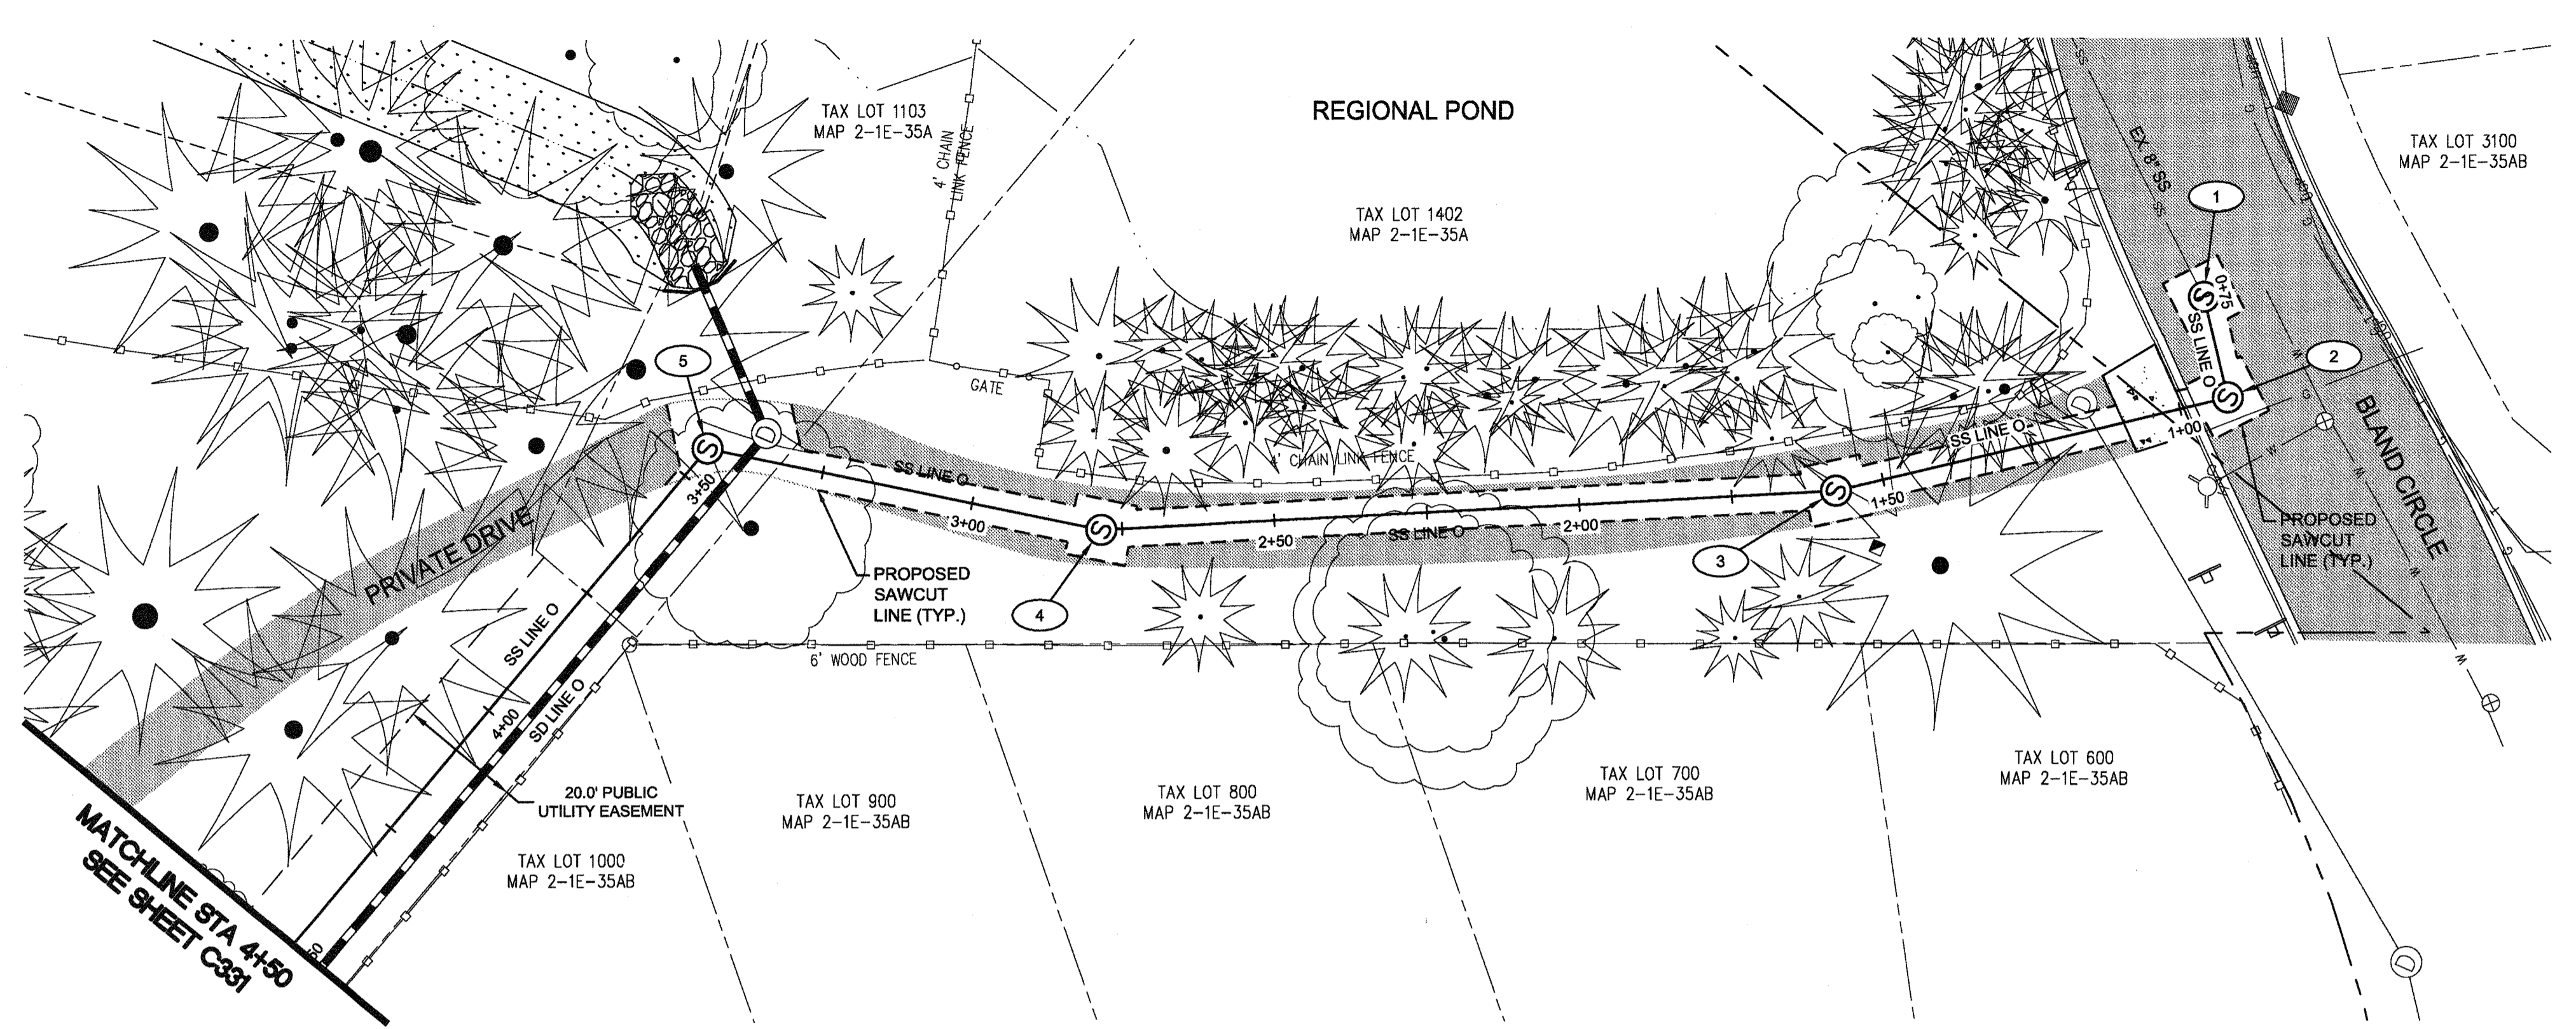 REGIONAL POND
TAX LOT 1103
MAP 2-1E-35A
4' CHAIN
LINK FENCE
TAX LOT 1402
MAP 2-1E-35A
TAX LOT 3100
MAP 2-1E-35AB
SS
EX 8" SS
SS
SS
G
G
1
0+75
SS LINE O
2
5
GATE
W
G
1+00
SS LINE O
BLAND CIRCLE
S
S
S
S
S
D
D
D
4' CHAIN LINK FENCE
SS LINE O
3+50
3+00
2+50
SS LINE O
2+00
1+50
W
W
W
W
PROPOSED
SAWCUT
LINE (TYP.)
3
PRIVATE DRIVE
PROPOSED
SAWCUT
LINE (TYP.)
4
SS LINE O
6' WOOD FENCE
4+00
SD LINE O
20.0' PUBLIC
UTILITY EASEMENT
TAX LOT 1000
MAP 2-1E-35AB
TAX LOT 900
MAP 2-1E-35AB
TAX LOT 800
MAP 2-1E-35AB
TAX LOT 700
MAP 2-1E-35AB
TAX LOT 600
MAP 2-1E-35AB
MATCHLINE STA 4+50
SEE SHEET C331